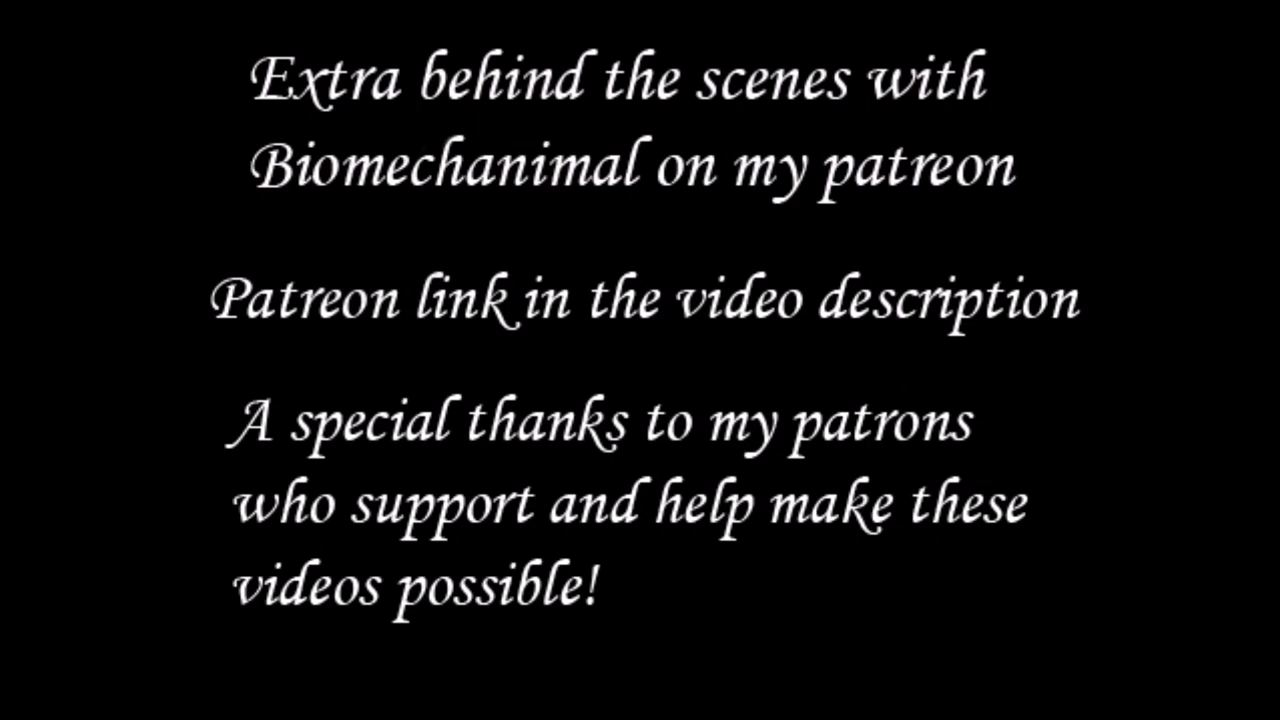 Extra behind the scenes with
Biomechanimal on my patreon
Patreon link in the video description
A special thanks to my patrons
who support and help make these
videos possible!